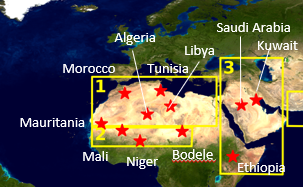 Saudi Arabia
Algeria
Kuwait
Libya
Morocco
Tunisia
3
1
Mauritania
2
Mali
Niger
Bodele
Ethiopia